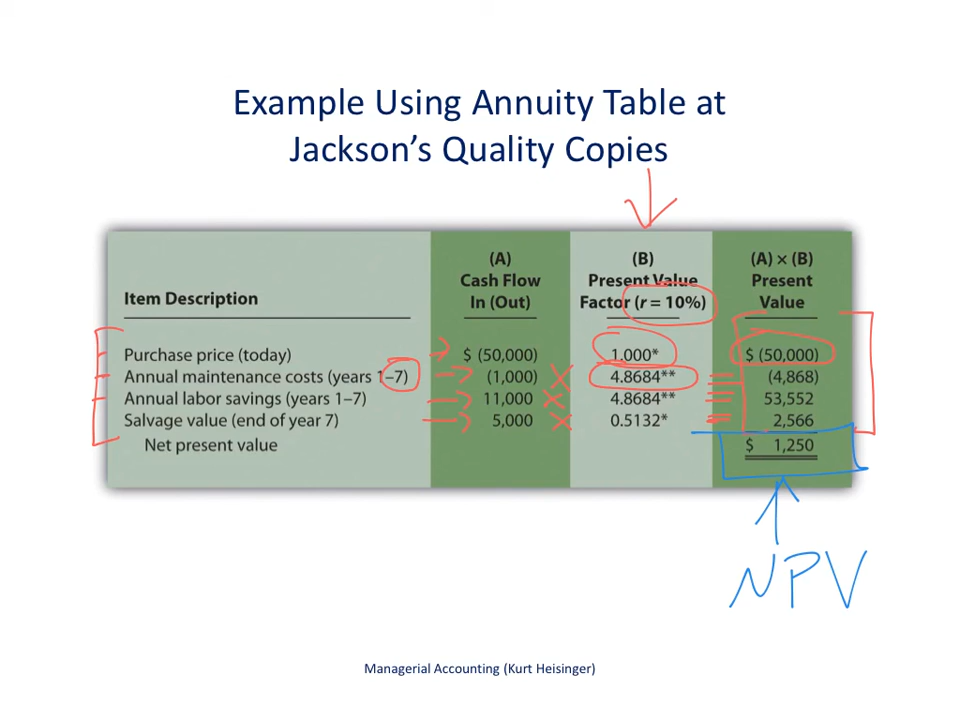 Example Using Annuity Table at
Jackson's Quality Copies
Item Description (A) Cash Flow In (Out) (B) Present Value Factor (r = 10%) (A) × (B) Present Value
Purchase price (today) $ (50,000) 1.000* $ (50,000)
Annual maintenance costs (years 1–7) (1,000) 4.8684** (4,868)
Annual labor savings (years 1–7) 11,000 4.8684** 53,552
Salvage value (end of year 7) 5,000 0.5132* 2,566
Net present value $ 1,250
NPV
Managerial Accounting (Kurt Heisinger)